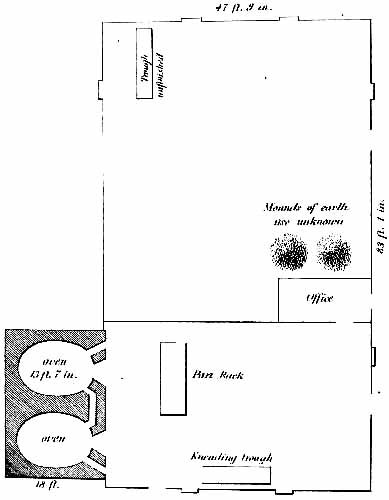 47 ft. 9 in.
Trough
unfinished
Mounds of earth
use unknown
83 ft. 1 in.
Office
oven
13 ft. 7 in.
Pan Rack
oven
Kneading trough
18 ft.